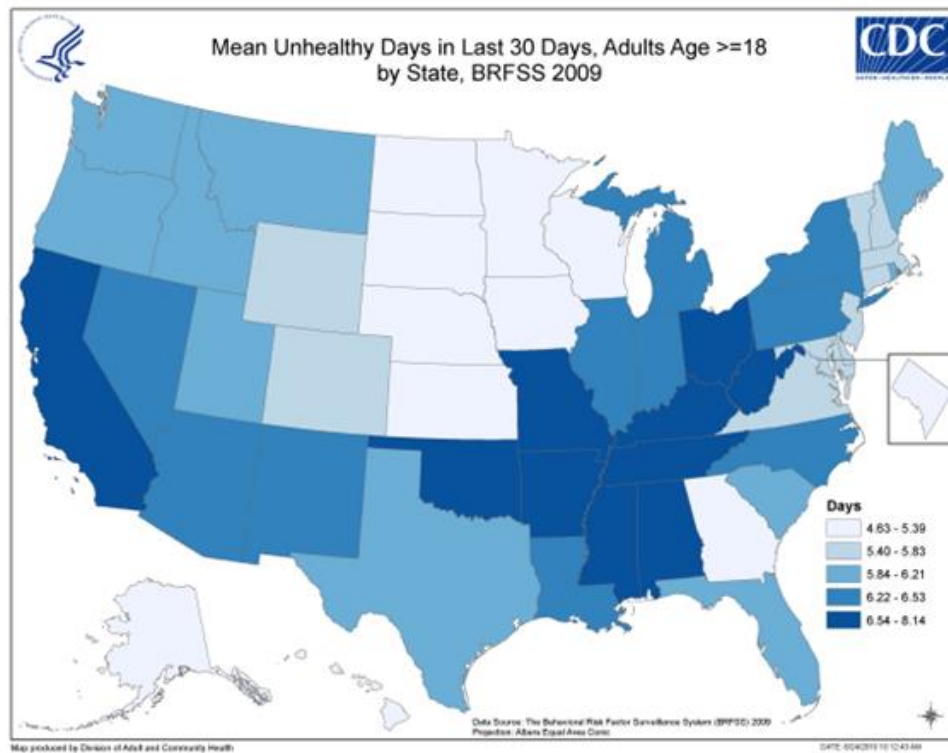 Mean Unhealthy Days in Last 30 Days, Adults Age >=18
by State, BRFSS 2009
CDC
Days
4.63 - 5.39
5.40 - 5.83
5.84 - 6.21
6.22 - 6.53
6.54 - 8.14
Data Source: The Behavioral Risk Factor Surveillance System (BRFSS) 2009
Projection: Albers Equal Area Conic
Map produced by Division of Adult and Community Health